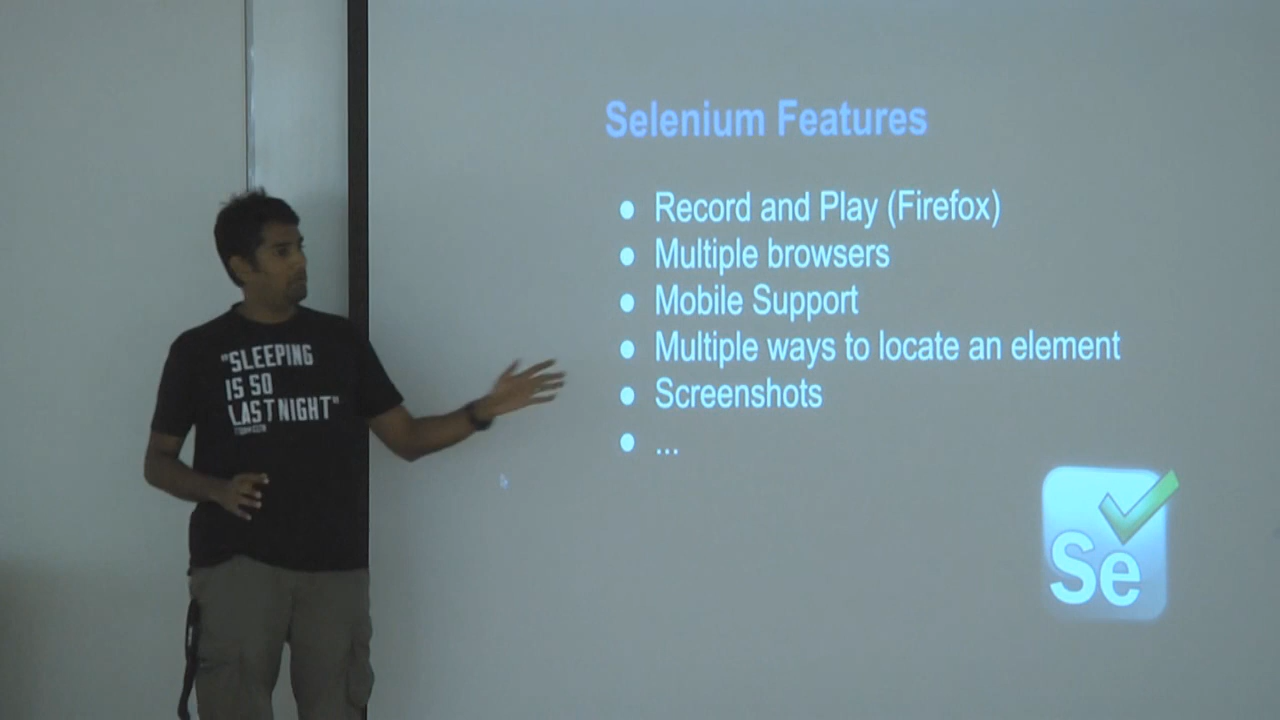 Selenium Features
Record and Play (Firefox)
Multiple browsers
Mobile Support
Multiple ways to locate an element
Screenshots
...
Se
"SLEEPING
IS SO
LAST NIGHT"